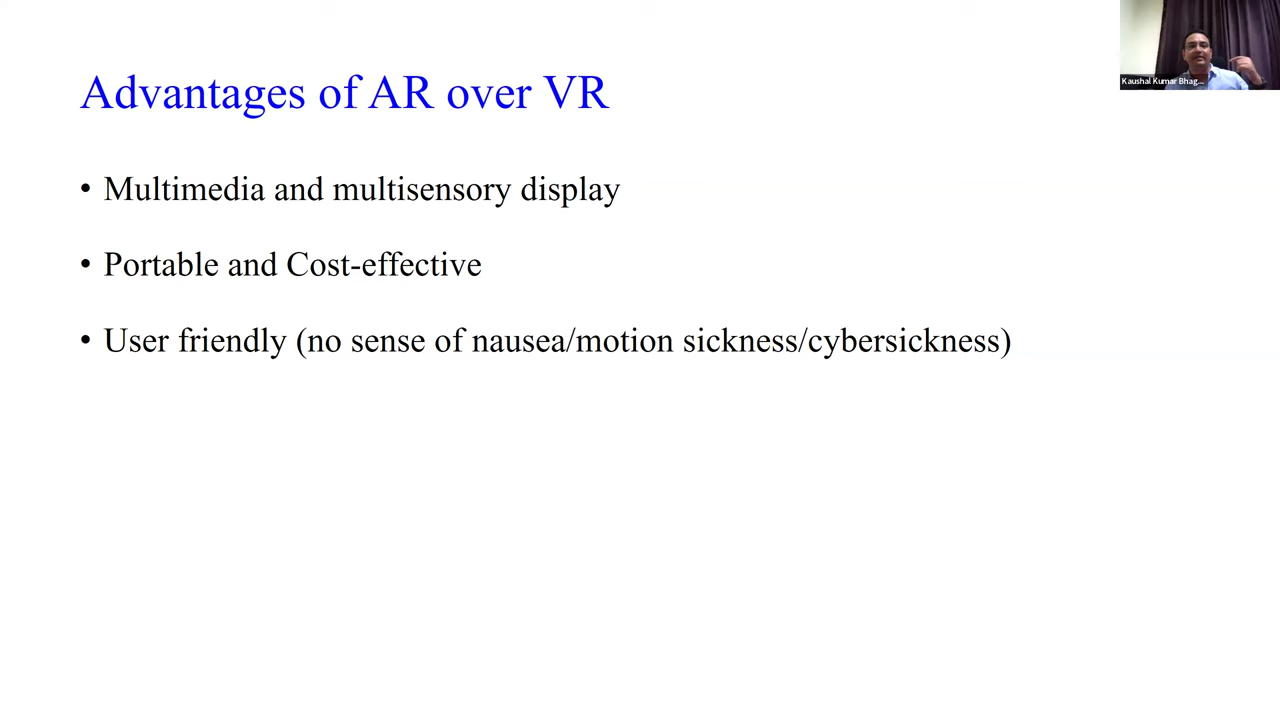 Advantages of AR over VR
• Multimedia and multisensory display
• Portable and Cost-effective
• User friendly (no sense of nausea/motion sickness/cybersickness)
Kaushal Kumar Bhag...